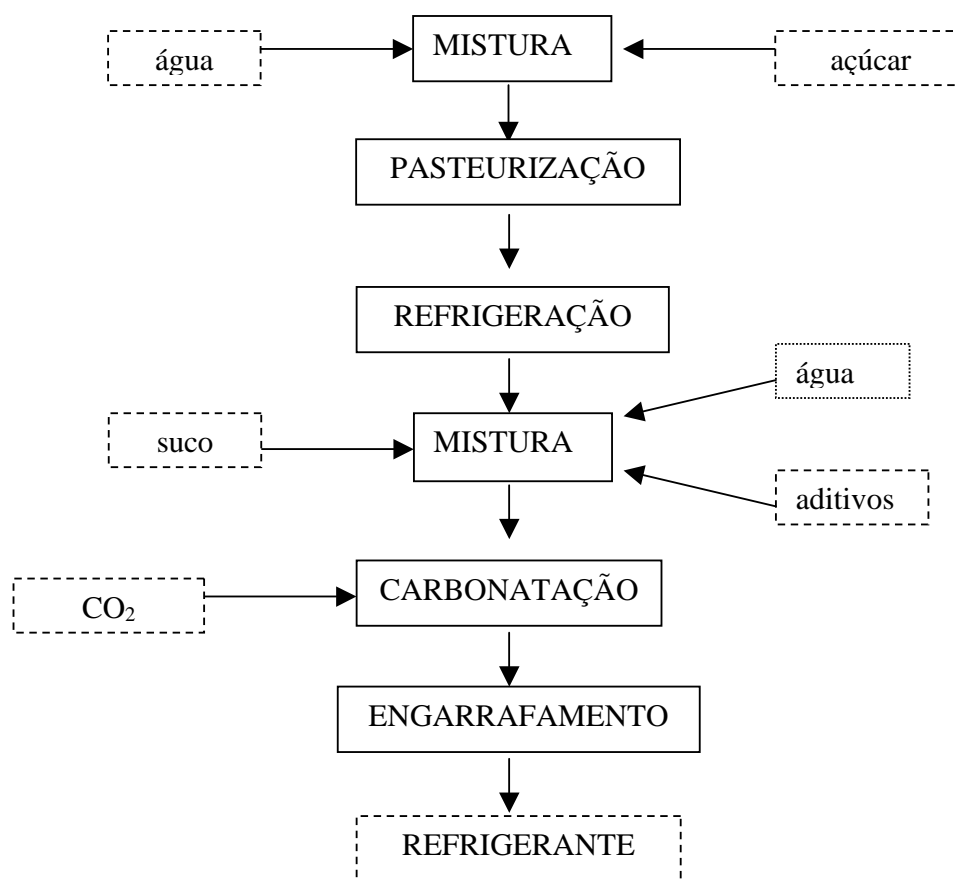 MISTURA
água
açúcar
PASTEURIZAÇÃO
REFRIGERAÇÃO
água
suco
MISTURA
aditivos
CARBONATAÇÃO
CO₂
ENGARRAFAMENTO
REFRIGERANTE